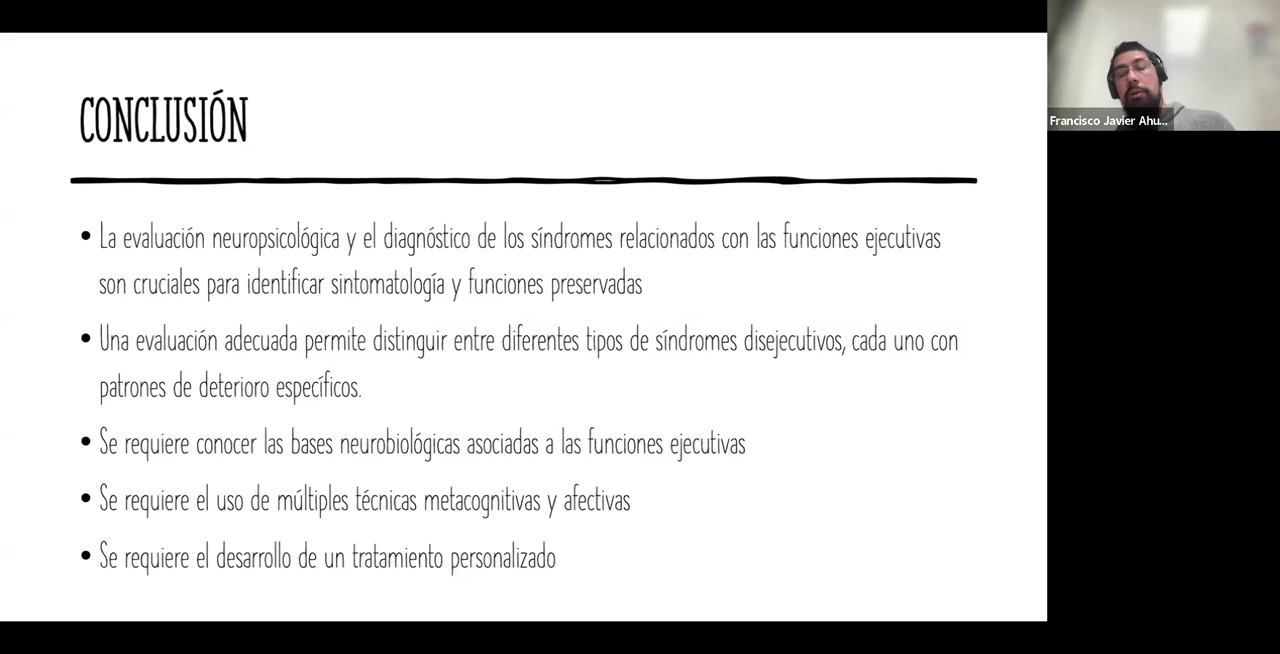 CONCLUSIÓN
• La evaluación neuropsicológica y el diagnóstico de los síndromes relacionados con las funciones ejecutivas
son cruciales para identificar sintomatología y funciones preservadas
• Una evaluación adecuada permite distinguir entre diferentes tipos de síndromes disejecutivos, cada uno con
patrones de deterioro específicos.
• Se requiere conocer las bases neurobiológicas asociadas a las funciones ejecutivas
• Se requiere el uso de múltiples técnicas metacognitivas y afectivas
• Se requiere el desarrollo de un tratamiento personalizado
Francisco Javier Ahu...